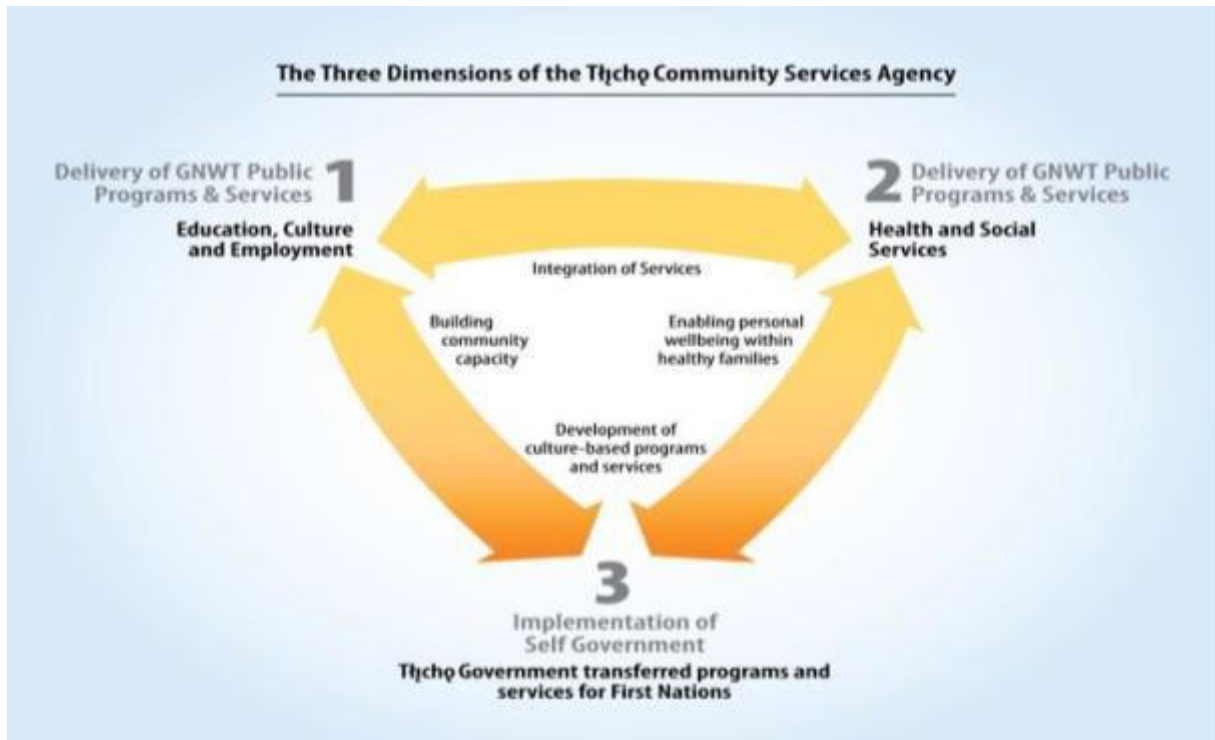 The Three Dimensions of the Tłı̨chǫ Community Services Agency
Delivery of GNWT Public
Programs & Services
1
Education, Culture
and Employment
2
Delivery of GNWT Public
Programs & Services
Health and Social
Services
Integration of Services
Building
community
capacity
Enabling personal
wellbeing within
healthy families
Development of
culture-based programs
and services
3
Implementation of
Self Government
Tłı̨chǫ Government transferred programs and
services for First Nations